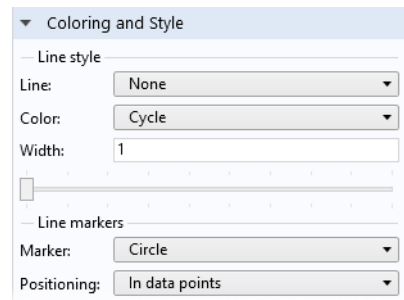 Coloring and Style
Line style
Line: None
Color: Cycle
Width: 1
Line markers
Marker: Circle
Positioning: In data points